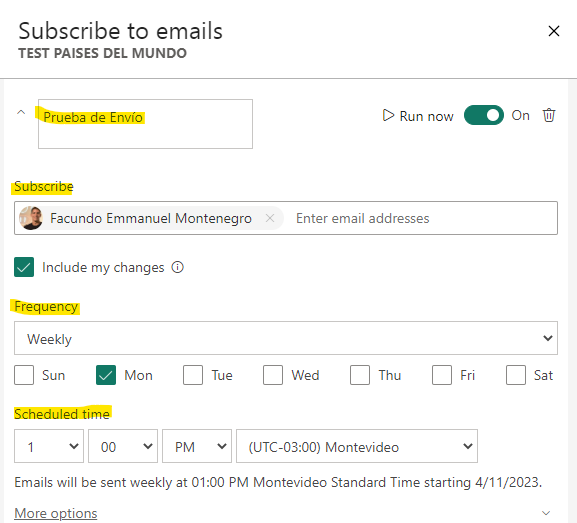 Subscribe to emails
TEST PAISES DEL MUNDO
Prueba de Envío
Run now
On
Subscribe
Facundo Emmanuel Montenegro
Enter email addresses
Include my changes
Frequency
Weekly
Sun Mon Tue Wed Thu Fri Sat
Scheduled time
1 00 PM (UTC-03:00) Montevideo
Emails will be sent weekly at 01:00 PM Montevideo Standard Time starting 4/11/2023.
More options